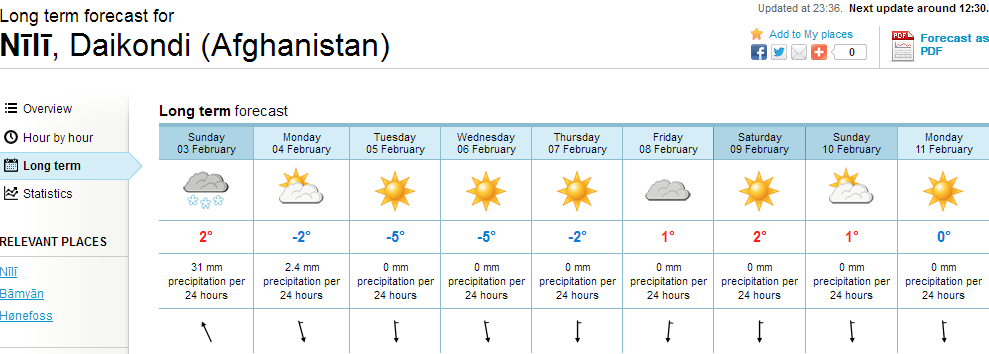 Updated at 23:36. Next update around 12:30.
Long term forecast for
Nīlī, Daikondi (Afghanistan)
Add to My places
0
PDF
Forecast as
PDF
Overview
Hour by hour
Long term
Statistics
RELEVANT PLACES
Nīlī
Bāmyān
Hønefoss
Long term forecast
Sunday Monday Tuesday Wednesday Thursday Friday Saturday Sunday Monday
03 February 04 February 05 February 06 February 07 February 08 February 09 February 10 February 11 February
2° -2° -5° -5° -2° 1° 2° 1° 0°
31 mm 2.4 mm 0 mm 0 mm 0 mm 0 mm 0 mm 0 mm 0 mm
precipitation per precipitation per precipitation per precipitation per precipitation per precipitation per precipitation per precipitation per precipitation per
24 hours 24 hours 24 hours 24 hours 24 hours 24 hours 24 hours 24 hours 24 hours